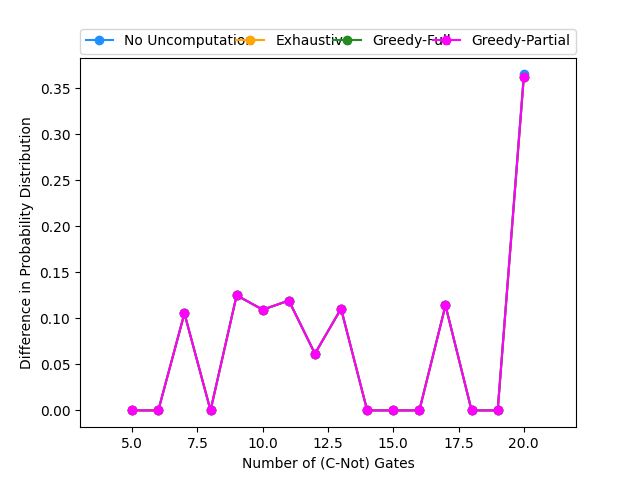 No Uncomputation Exhaustive Greedy-Full Greedy-Partial
Difference in Probability Distribution
0.35
0.30
0.25
0.20
0.15
0.10
0.05
0.00
5.0 7.5 10.0 12.5 15.0 17.5 20.0
Number of (C-Not) Gates